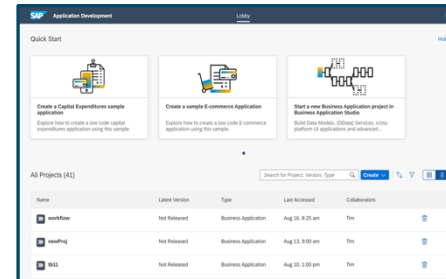 SAP Application Development Lobby
Quick Start
Create a Capital Expenditures sample
application
Explore how to create a low code capital
expenditures application using this sample.
Create a sample E-commerce Application
Explore how to create a low code E-commerce
application using this sample.
Start a new Business Application project in
Business Application Studio
Build Data Models, (OData) Services, cross
platform UI applications and advanced...
All Projects (41)
Search for Project, Version, Type
Create
Name Latest Version Type Last Accessed Collaborators
workflow Not Released Business Application Aug 16, 9:25 am Tim
newProj Not Released Business Application Aug 13, 9:00 am Tim
tb11 Not Released Business Application Aug 10, 1:00 pm Tim